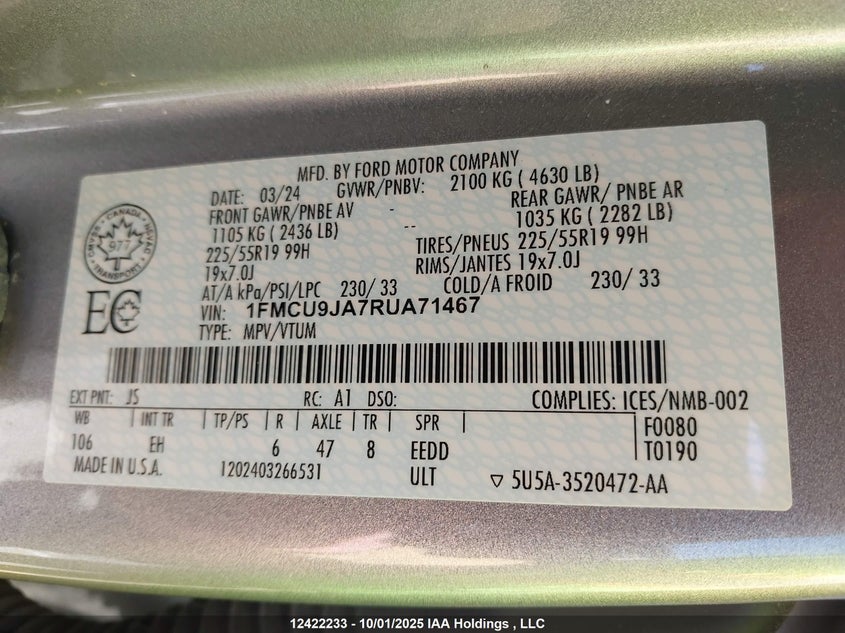 MFD. BY FORD MOTOR COMPANY
DATE: 03/24 GVWR/PNBV: 2100 KG ( 4630 LB)
FRONT GAWR/PNBE AV - REAR GAWR/ PNBE AR
1105 KG ( 2436 LB) -- 1035 KG ( 2282 LB)
225/55R19 99H TIRES/PNEUS 225/55R19 99H
19x7.0J RIMS/JANTES 19x7.0J
AT/A kPa/PSI/LPC 230/ 33 COLD/A FROID 230/ 33
VIN: 1FMCU9JA7RUA71467
TYPE: MPV/VTUM
CANADA
977
TRANSPORT
EC
EXT PNT: JS RC: A1 DSO: COMPLIES: ICES/NMB-002
WB INT TR TP/PS R AXLE TR SPR F0080
106 EH 6 47 8 EEDD T0190
MADE IN U.S.A. 1202403266531 ULT ▽ 5U5A-3520472-AA
12422233 - 10/01/2025 IAA Holdings , LLC